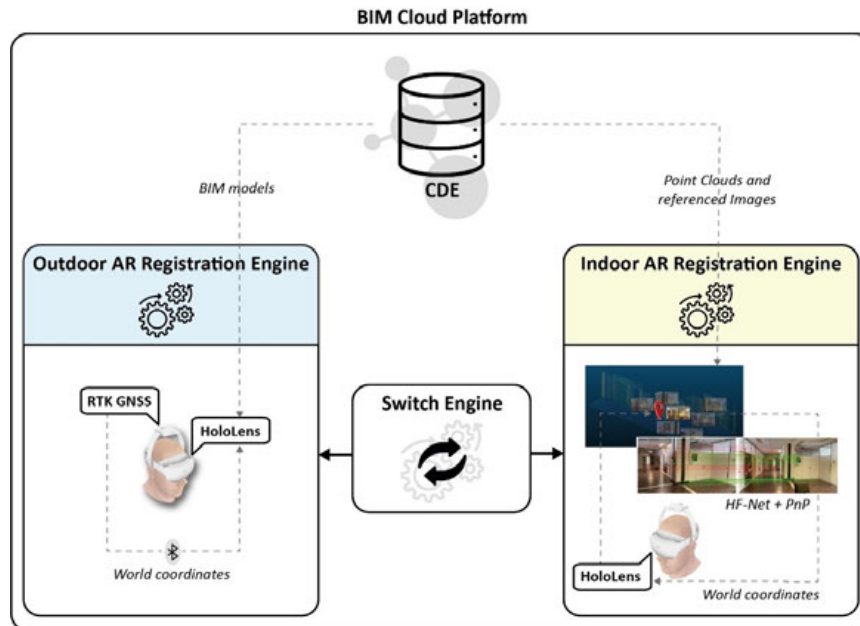 BIM Cloud Platform
CDE
BIM models
Point Clouds and
referenced Images
Outdoor AR Registration Engine
Indoor AR Registration Engine
RTK GNSS
HoloLens
World coordinates
Switch Engine
HF-Net + PnP
HoloLens
World coordinates